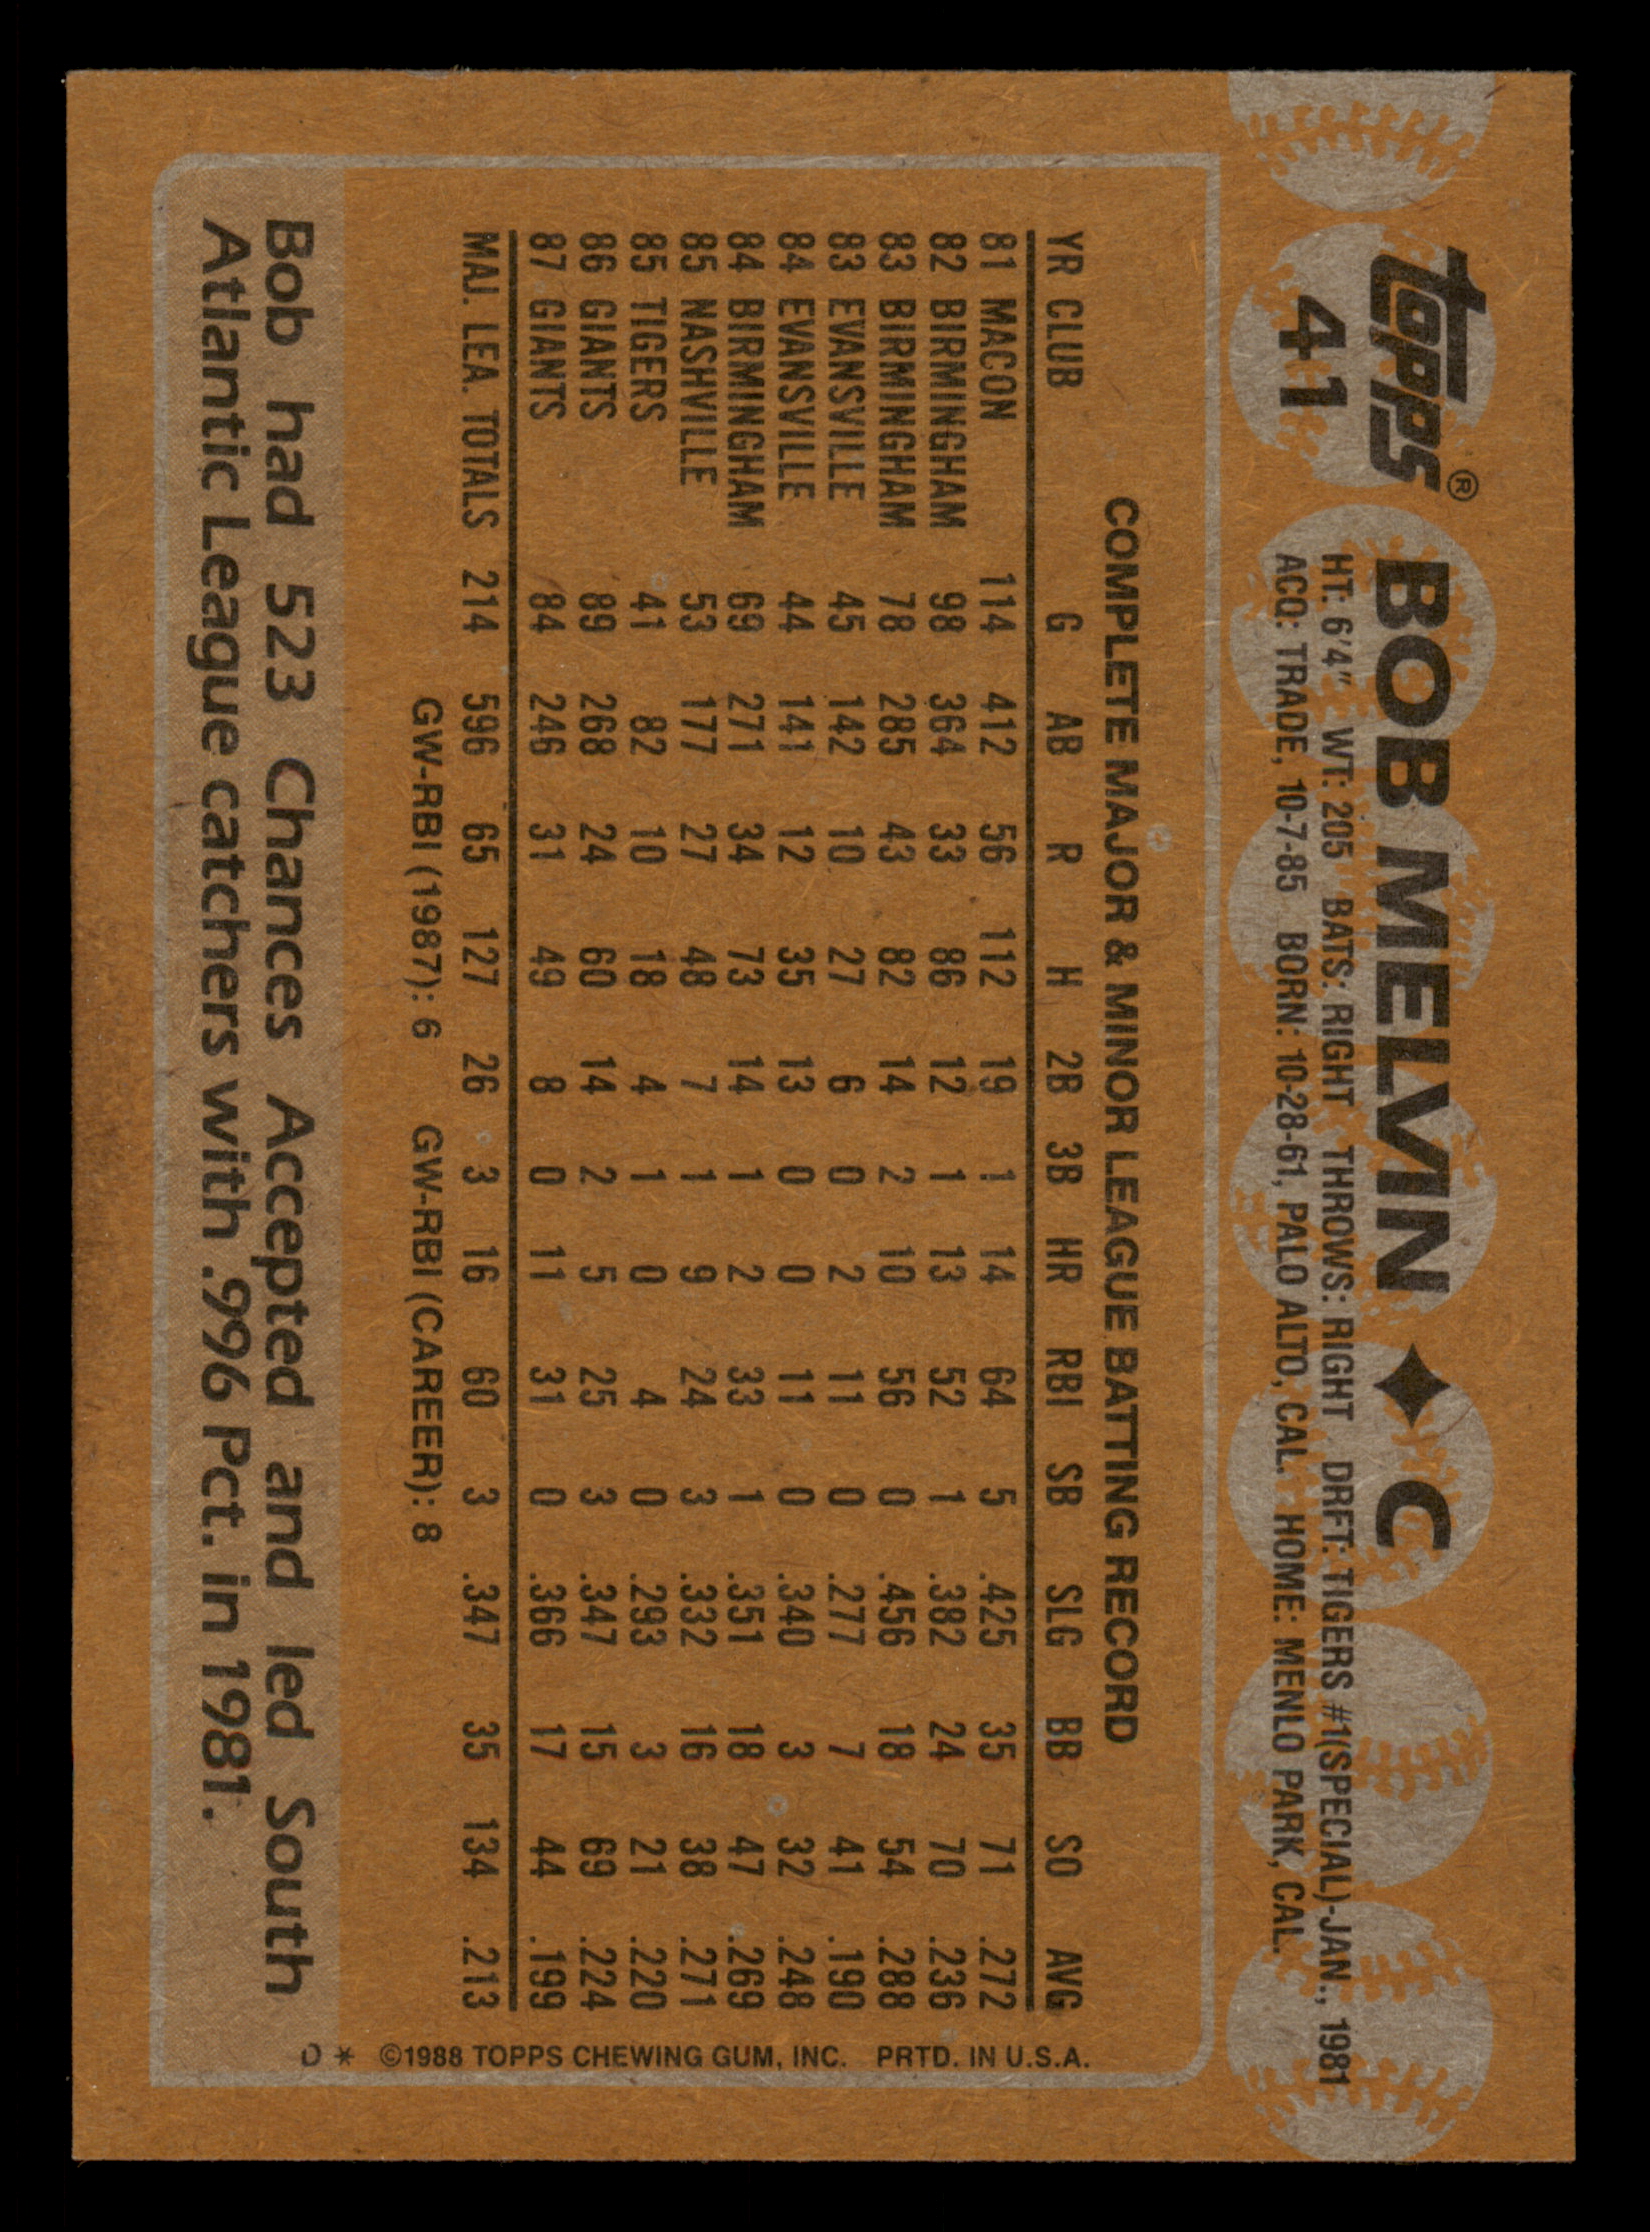 topps®
41
BOB MELVIN ♦ C
HT: 6'4" WT: 205 BATS: RIGHT THROWS: RIGHT DRFT: TIGERS #1(SPECIAL)-JAN., 1981
ACQ: TRADE, 10-7-85 BORN: 10-28-61, PALO ALTO, CAL. HOME: MENLO PARK, CAL.
COMPLETE MAJOR & MINOR LEAGUE BATTING RECORD
YR CLUB G AB R H 2B 3B HR RBI SB SLG BB SO AVG
81 MACON 114 412 56 112 19 1 14 64 5 .425 35 71 .272
82 BIRMINGHAM 98 364 33 86 12 1 13 52 1 .382 24 70 .236
83 BIRMINGHAM 78 285 43 82 14 2 10 56 0 .456 18 54 .288
83 EVANSVILLE 45 142 10 27 6 0 2 11 0 .277 7 41 .190
84 EVANSVILLE 44 141 12 35 13 0 0 11 0 .340 3 32 .248
84 BIRMINGHAM 69 271 34 73 14 1 2 33 1 .351 18 47 .269
85 NASHVILLE 53 177 27 48 7 1 9 24 3 .332 16 38 .271
85 TIGERS 41 82 10 18 4 1 0 4 0 .293 3 21 .220
86 GIANTS 89 268 24 60 14 2 5 25 3 .347 15 69 .224
87 GIANTS 84 246 31 49 8 0 11 31 0 .366 17 44 .199
MAJ. LEA. TOTALS 214 596 65 127 26 3 16 60 3 .347 35 134 .213
GW-RBI (1987): 6 GW-RBI (CAREER): 8
Bob had 523 Chances Accepted and led South
Atlantic League catchers with .996 Pct. in 1981.
D* ©1988 TOPPS CHEWING GUM, INC. PRTD. IN U.S.A.